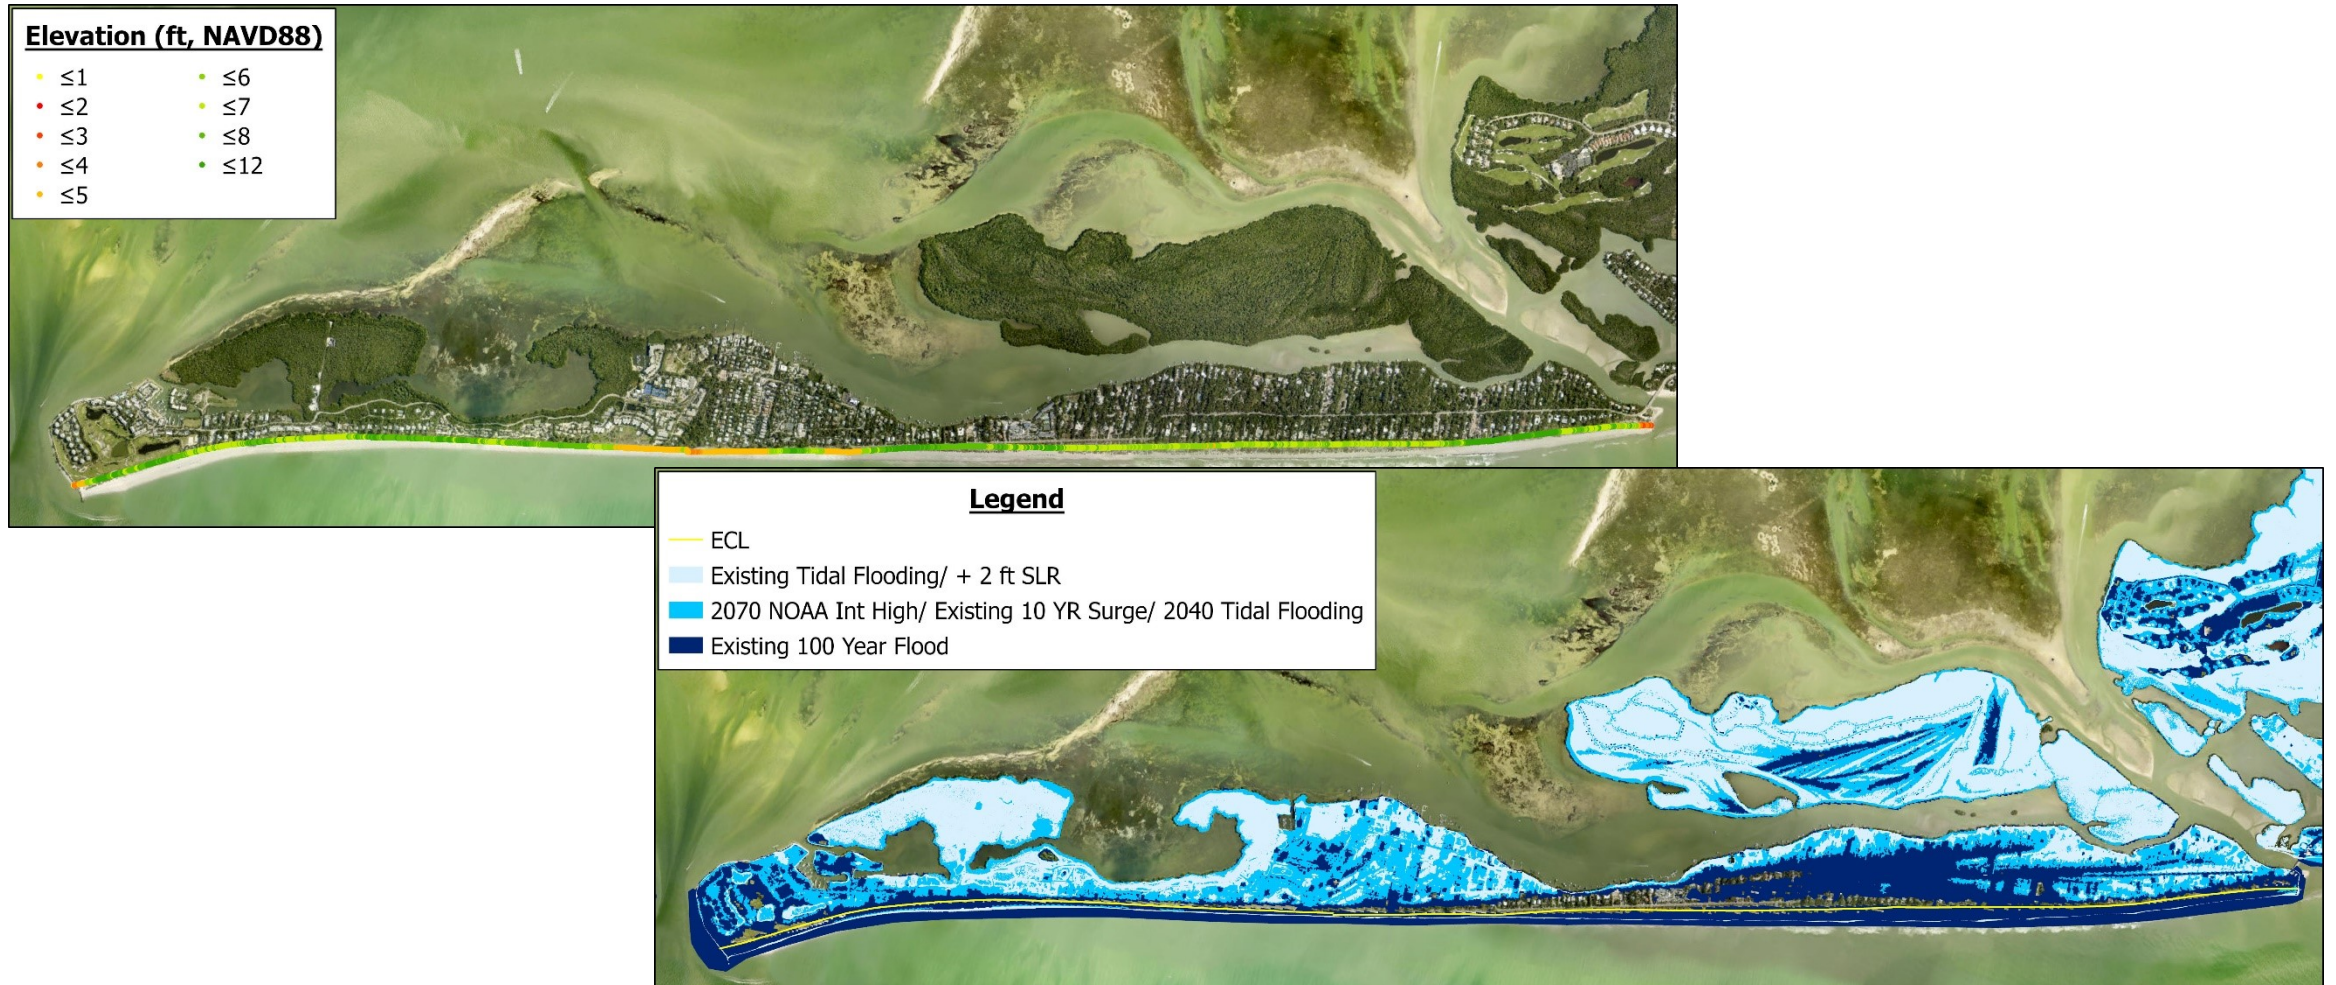 Elevation (ft, NAVD88)
≤1
≤2
≤3
≤4
≤5
≤6
≤7
≤8
≤12
Legend
ECL
Existing Tidal Flooding/ + 2 ft SLR
2070 NOAA Int High/ Existing 10 YR Surge/ 2040 Tidal Flooding
Existing 100 Year Flood